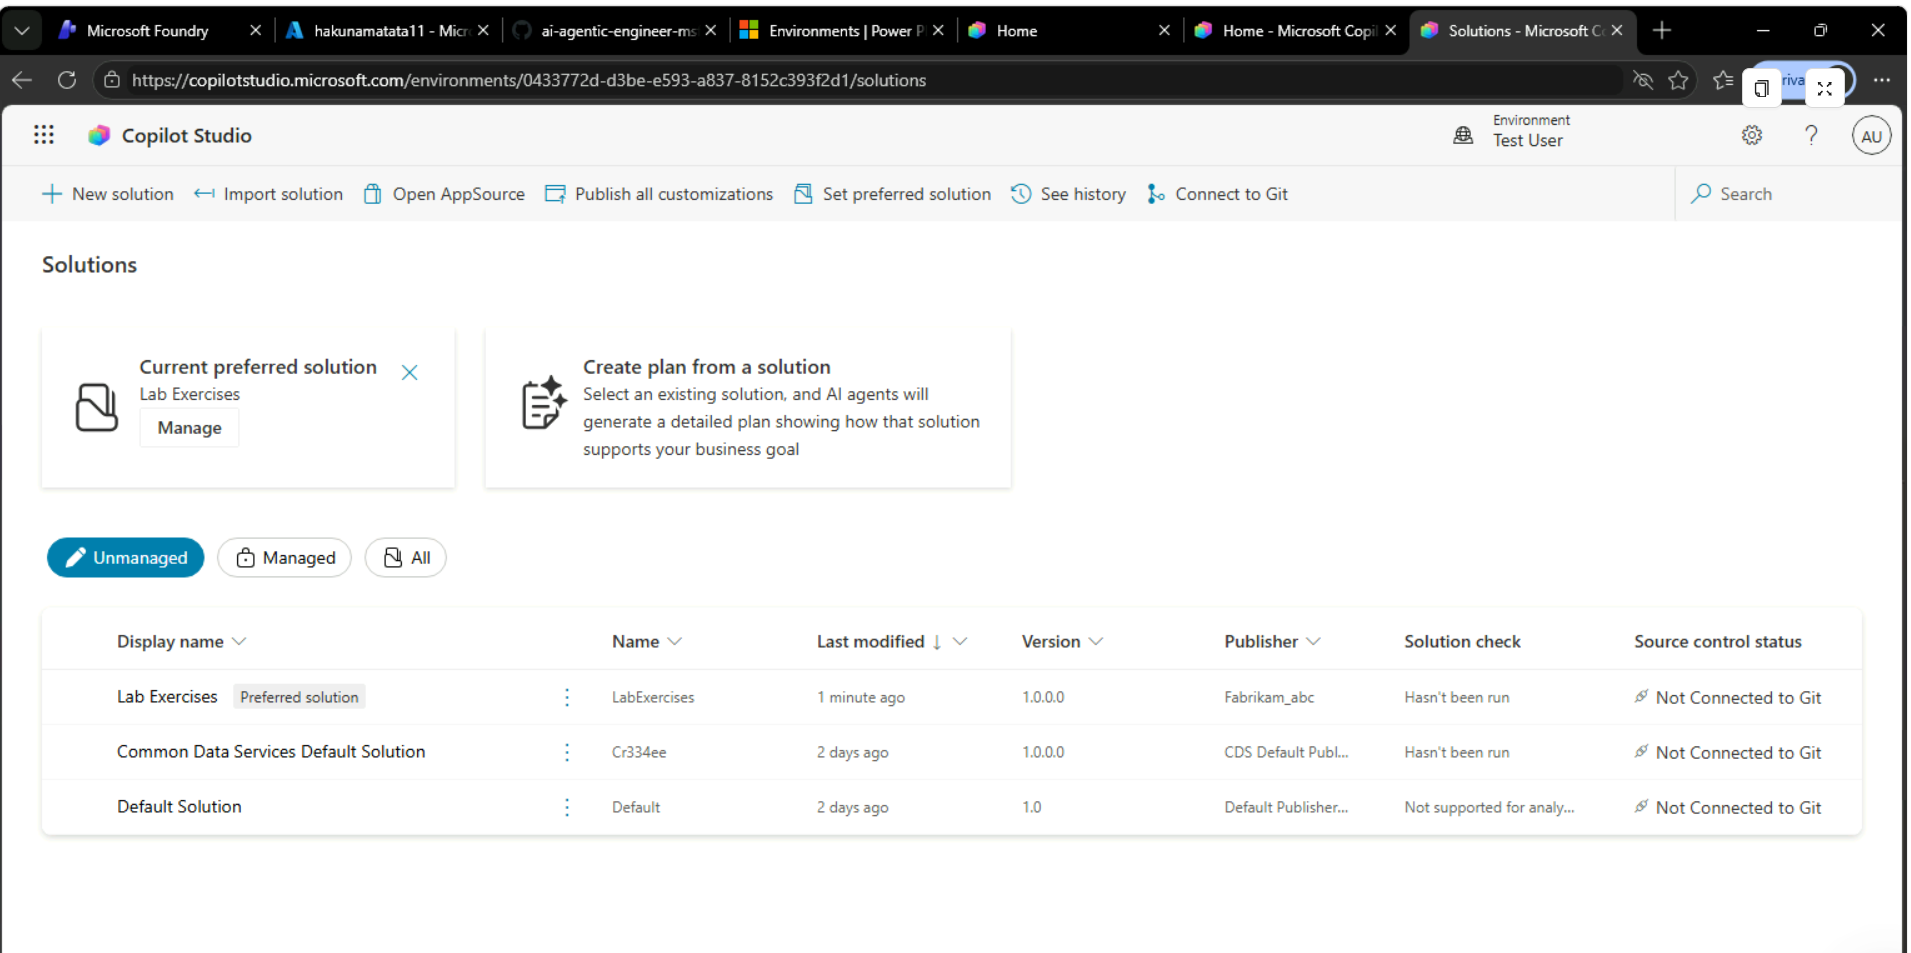 Microsoft Foundry
hakunamatata11 - Micr
ai-agentic-engineer-ms
Environments | Power P
Home
Home - Microsoft Copil
Solutions - Microsoft C
https://copilotstudio.microsoft.com/environments/0433772d-d3be-e593-a837-8152c393f2d1/solutions
riva
Copilot Studio
Environment
Test User
AU
New solution
Import solution
Open AppSource
Publish all customizations
Set preferred solution
See history
Connect to Git
Search
Solutions
Current preferred solution
Lab Exercises
Manage
Create plan from a solution
Select an existing solution, and AI agents will
generate a detailed plan showing how that solution
supports your business goal
Unmanaged
Managed
All
Display name Name Last modified Version Publisher Solution check Source control status
Lab Exercises Preferred solution LabExercises 1 minute ago 1.0.0.0 Fabrikam_abc Hasn't been run Not Connected to Git
Common Data Services Default Solution Cr334ee 2 days ago 1.0.0.0 CDS Default Publ... Hasn't been run Not Connected to Git
Default Solution Default 2 days ago 1.0 Default Publisher... Not supported for analy... Not Connected to Git